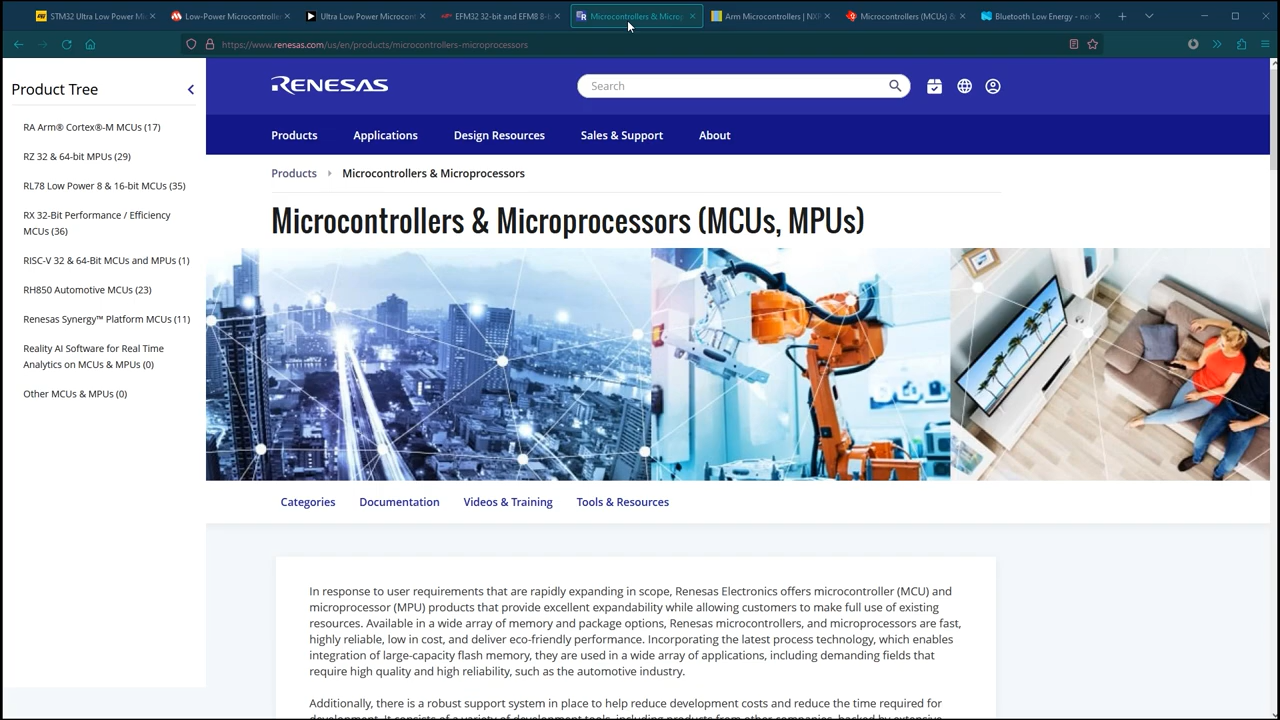 STM32 Ultra Low Power M
Low-Power Microcontroller
Ultra Low Power Microcont
EFM32 32-bit and EFM8 8-
Microcontrollers & Microp
Arm Microcontrollers | NXP
Microcontrollers (MCUs) &
Bluetooth Low Energy - no
https://www.renesas.com/us/en/products/microcontrollers-microprocessors
Product Tree
RA Arm® Cortex®-M MCUs (17)
RZ 32 & 64-bit MPUs (29)
RL78 Low Power 8 & 16-bit MCUs (35)
RX 32-Bit Performance / Efficiency
MCUs (36)
RISC-V 32 & 64-Bit MCUs and MPUs (1)
RH850 Automotive MCUs (23)
Renesas Synergy™ Platform MCUs (11)
Reality AI Software for Real Time
Analytics on MCUs & MPUs (0)
Other MCUs & MPUs (0)
RENESAS
Search
Products Applications Design Resources Sales & Support About
Products Microcontrollers & Microprocessors
Microcontrollers & Microprocessors (MCUs, MPUs)
Categories Documentation Videos & Training Tools & Resources
In response to user requirements that are rapidly expanding in scope, Renesas Electronics offers microcontroller (MCU) and
microprocessor (MPU) products that provide excellent expandability while allowing customers to make full use of existing
resources. Available in a wide array of memory and package options, Renesas microcontrollers, and microprocessors are fast,
highly reliable, low in cost, and deliver eco-friendly performance. Incorporating the latest process technology, which enables
integration of large-capacity flash memory, they are used in a wide array of applications, including demanding fields that
require high quality and high reliability, such as the automotive industry.
Additionally, there is a robust support system in place to help reduce development costs and reduce the time required for